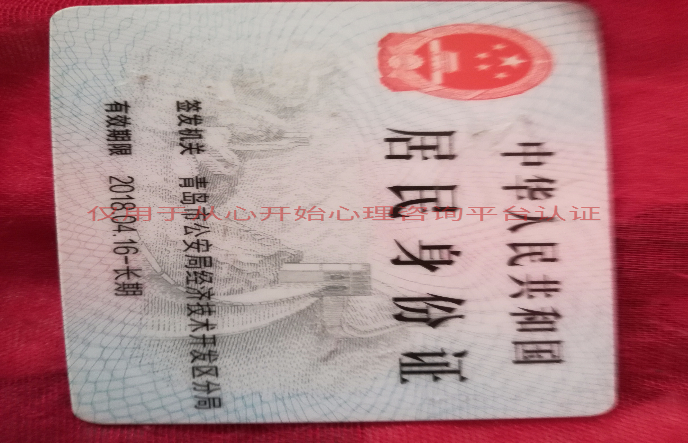 中华人民共和国
居民身份证
签发机关 青岛市公安局经济技术开发区分局
有效期限 2018.04.16-长期
仅用于从心开始心理咨询平台认证